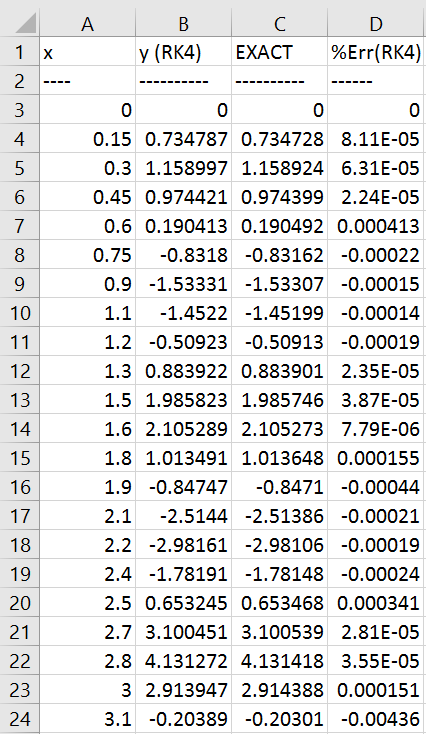 A B C D
1 x y (RK4) EXACT %Err(RK4)
2 ---- ---------- ---------- ------
3 0 0 0 0
4 0.15 0.734787 0.734728 8.11E-05
5 0.3 1.158997 1.158924 6.31E-05
6 0.45 0.974421 0.974399 2.24E-05
7 0.6 0.190413 0.190492 0.000413
8 0.75 -0.8318 -0.83162 -0.00022
9 0.9 -1.53331 -1.53307 -0.00015
10 1.1 -1.4522 -1.45199 -0.00014
11 1.2 -0.50923 -0.50913 -0.00019
12 1.3 0.883922 0.883901 2.35E-05
13 1.5 1.985823 1.985746 3.87E-05
14 1.6 2.105289 2.105273 7.79E-06
15 1.8 1.013491 1.013648 0.000155
16 1.9 -0.84747 -0.8471 -0.00044
17 2.1 -2.5144 -2.51386 -0.00021
18 2.2 -2.98161 -2.98106 -0.00019
19 2.4 -1.78191 -1.78148 -0.00024
20 2.5 0.653245 0.653468 0.000341
21 2.7 3.100451 3.100539 2.81E-05
22 2.8 4.131272 4.131418 3.55E-05
23 3 2.913947 2.914388 0.000151
24 3.1 -0.20389 -0.20301 -0.00436